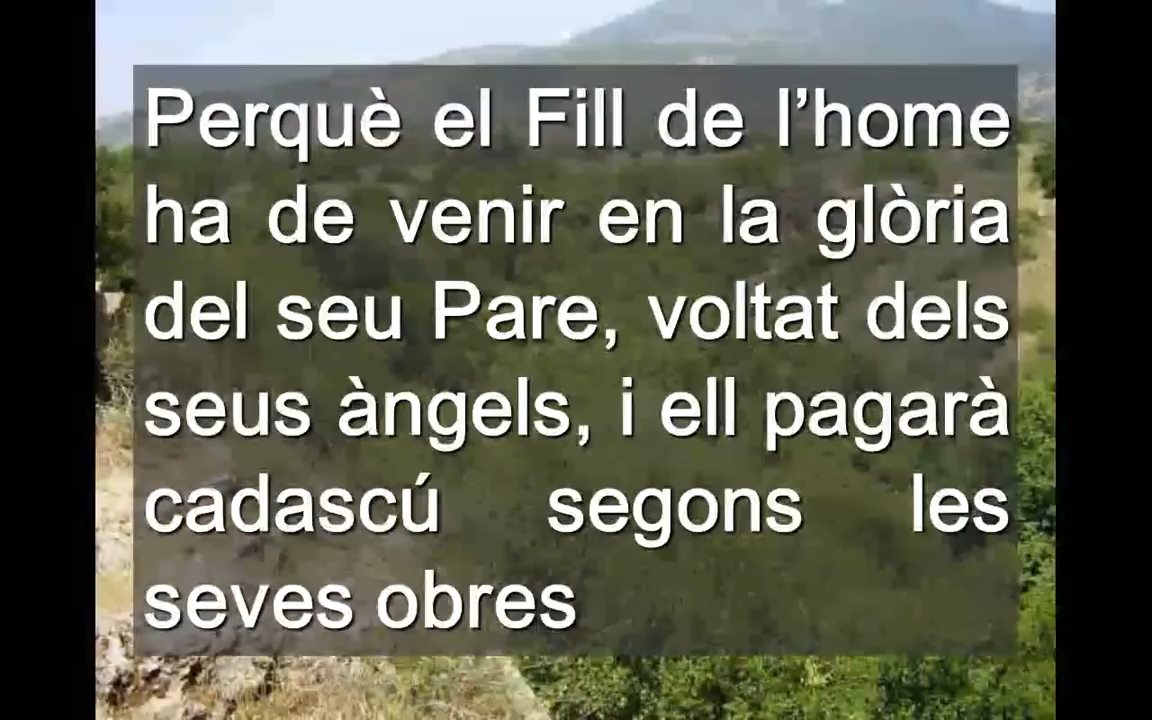 Perquè el Fill de l’home
ha de venir en la glòria
del seu Pare, voltat dels
seus àngels, i ell pagarà
cadascú segons les
seves obres